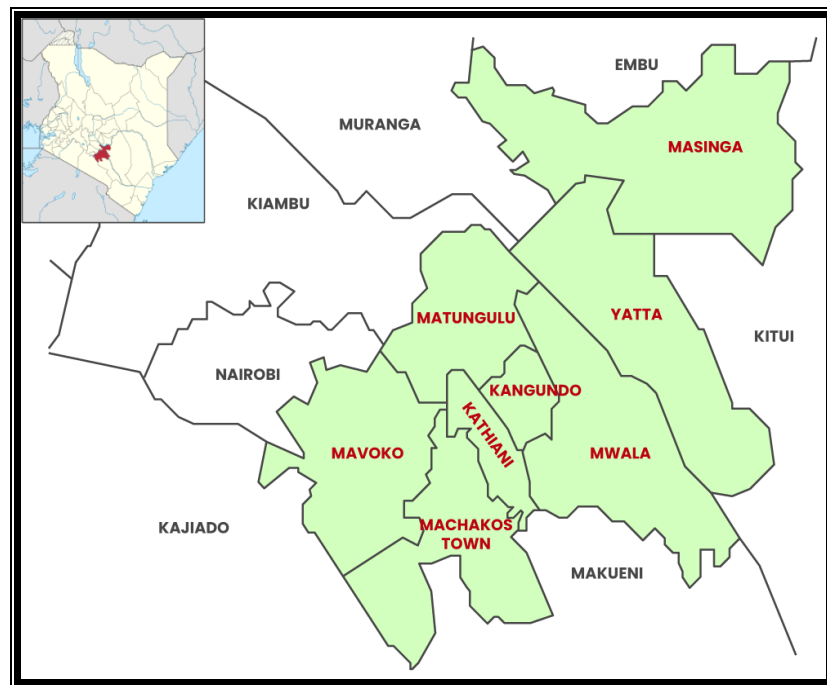 EMBU
MASINGA
MURANGA
KIAMBU
MATUNGULU
YATTA
KITUI
NAIROBI
KANGUNDO
KATHIANI
MAVOKO
MWALA
KAJIADO
MACHAKOS
TOWN
MAKUENI